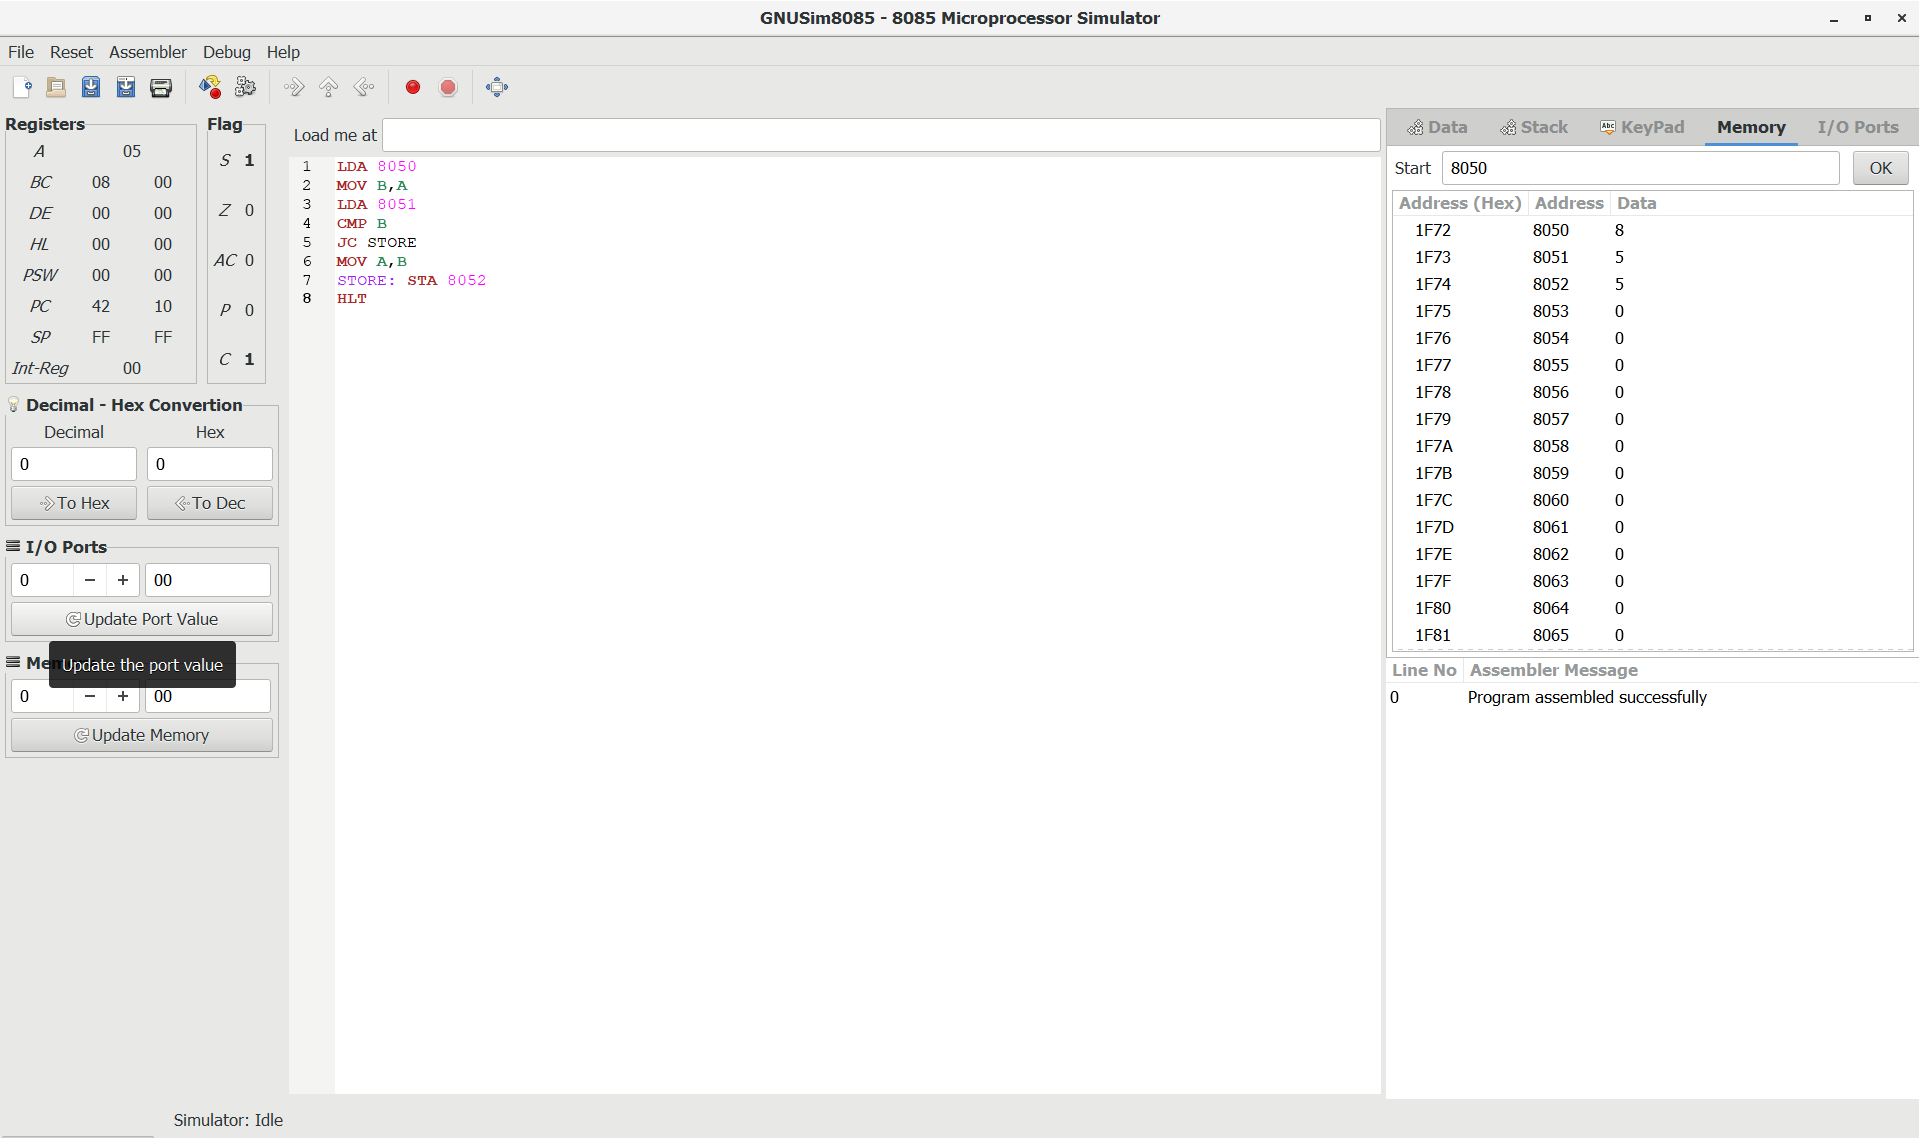 GNUSim8085 - 8085 Microprocessor Simulator
File Reset Assembler Debug Help
Registers
A 05
BC 08 00
DE 00 00
HL 00 00
PSW 00 00
PC 42 10
SP FF FF
Int-Reg 00
Flag
S 1
Z 0
AC 0
P 0
C 1
Decimal - Hex Convertion
Decimal Hex
0 0
To Hex To Dec
I/O Ports
0 − + 00
Update Port Value
Update the port value
0 − + 00
Update Memory
Load me at
1 LDA 8050
2 MOV B,A
3 LDA 8051
4 CMP B
5 JC STORE
6 MOV A,B
7 STORE: STA 8052
8 HLT
Data Stack Abc KeyPad Memory I/O Ports
Start 8050 OK
Address (Hex) Address Data
1F72 8050 8
1F73 8051 5
1F74 8052 5
1F75 8053 0
1F76 8054 0
1F77 8055 0
1F78 8056 0
1F79 8057 0
1F7A 8058 0
1F7B 8059 0
1F7C 8060 0
1F7D 8061 0
1F7E 8062 0
1F7F 8063 0
1F80 8064 0
1F81 8065 0
Line No Assembler Message
0 Program assembled successfully
Simulator: Idle